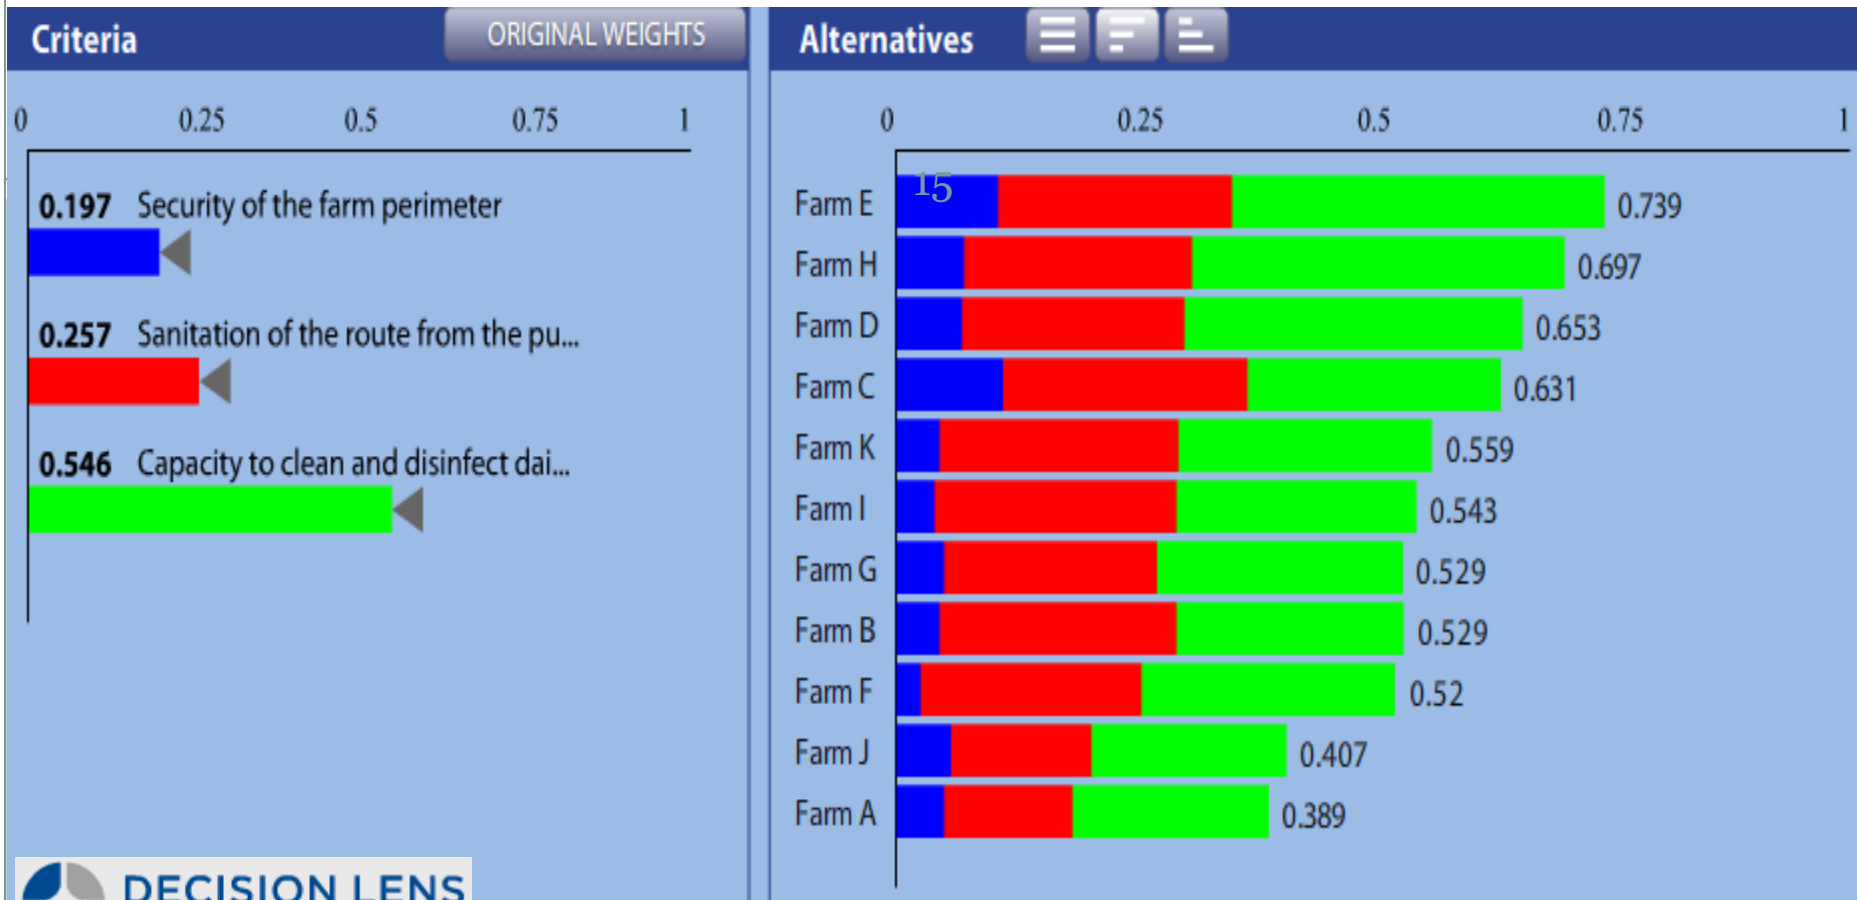 Criteria
ORIGINAL WEIGHTS
0 0.25 0.5 0.75 1
0.197 Security of the farm perimeter
0.257 Sanitation of the route from the pu...
0.546 Capacity to clean and disinfect dai...
DECISION LENS
Alternatives
0 0.25 0.5 0.75 1
15
Farm E 0.739
Farm H 0.697
Farm D 0.653
Farm C 0.631
Farm K 0.559
Farm I 0.543
Farm G 0.529
Farm B 0.529
Farm F 0.52
Farm J 0.407
Farm A 0.389